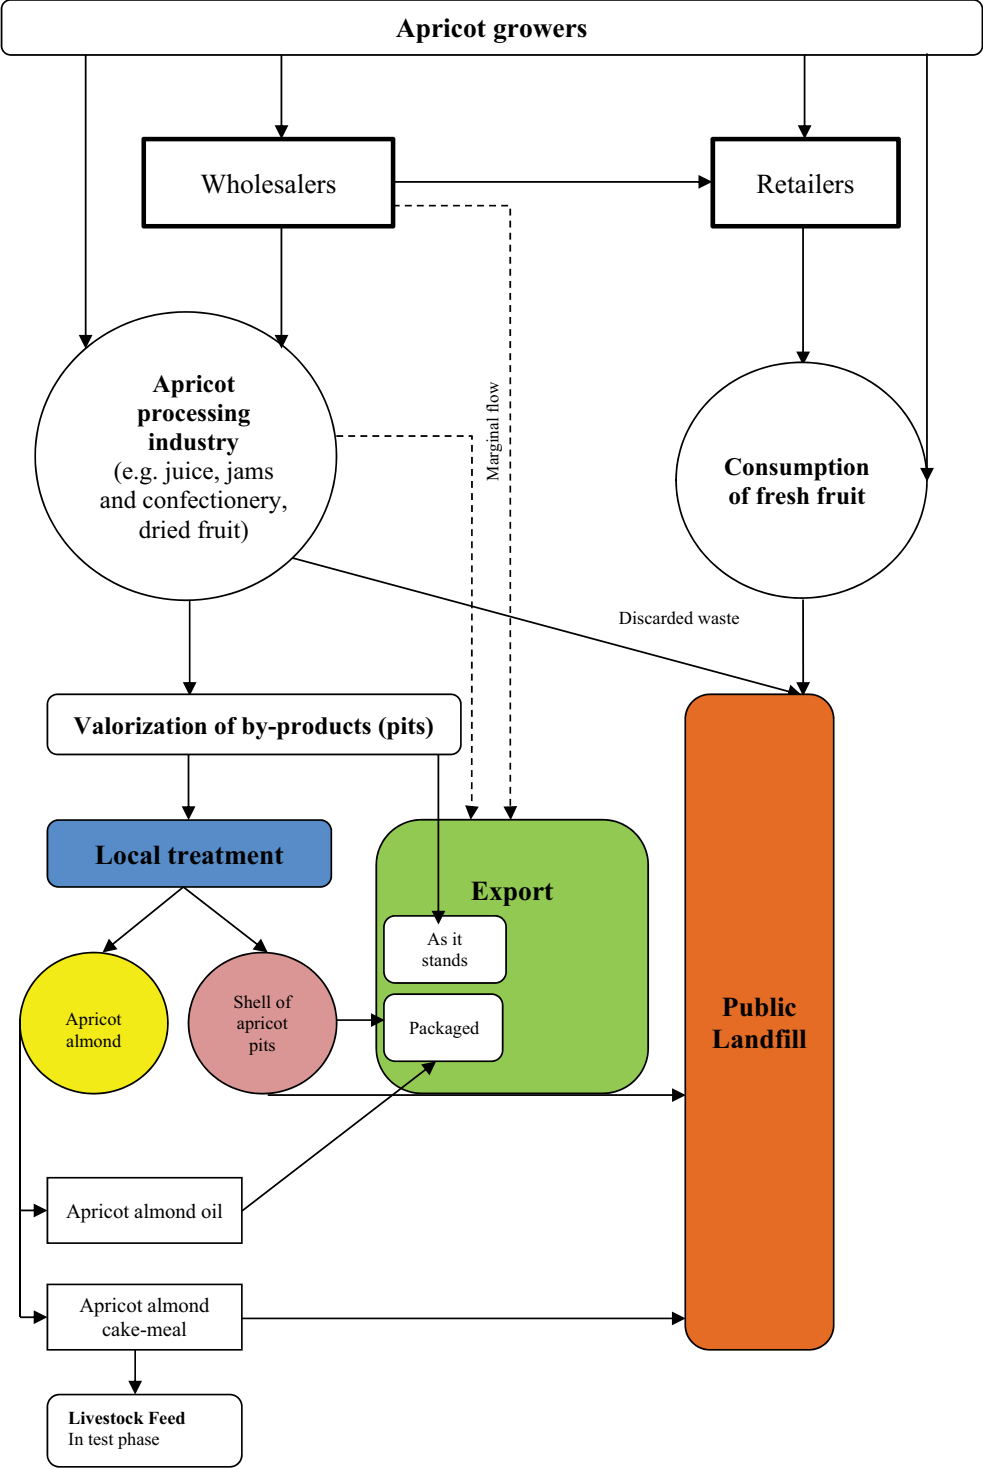 Apricot growers
Wholesalers
Retailers
Apricot
processing
industry
(e.g. juice, jams
and confectionery,
dried fruit)
Marginal flow
Consumption
of fresh fruit
Discarded waste
Valorization of by-products (pits)
Local treatment
Export
As it
stands
Apricot
almond
Shell of
apricot
pits
Packaged
Public
Landfill
Apricot almond oil
Apricot almond
cake-meal
Livestock Feed
In test phase